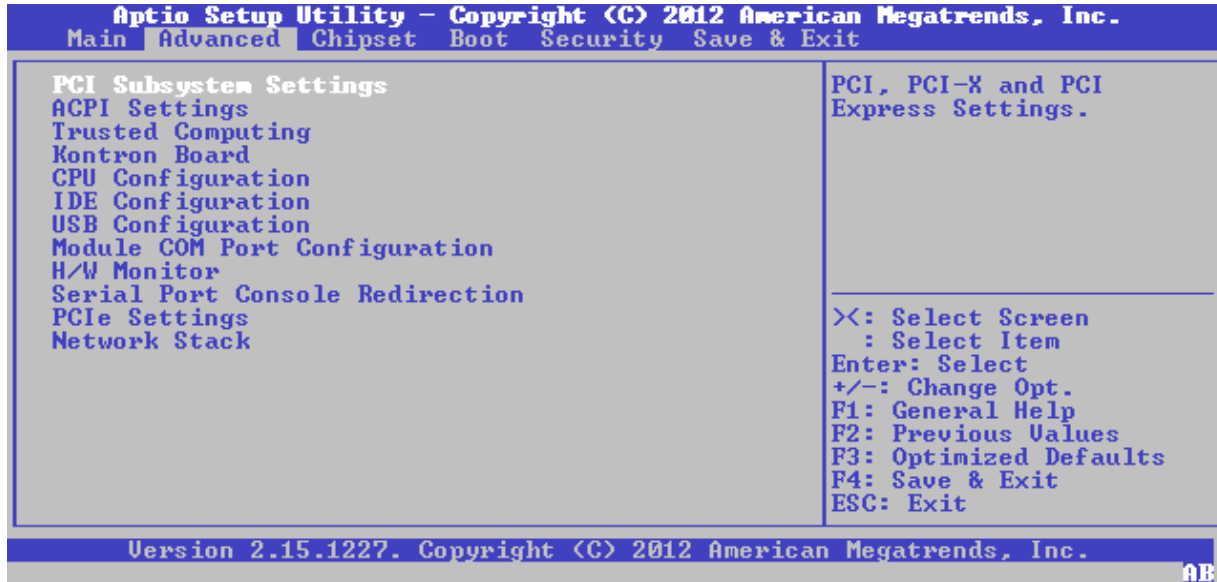 Aptio Setup Utility – Copyright (C) 2012 American Megatrends, Inc.
Main Advanced Chipset Boot Security Save & Exit
PCI Subsystem Settings
ACPI Settings
Trusted Computing
Kontron Board
CPU Configuration
IDE Configuration
USB Configuration
Module COM Port Configuration
H/W Monitor
Serial Port Console Redirection
PCIe Settings
Network Stack
PCI, PCI-X and PCI
Express Settings.
><: Select Screen
: Select Item
Enter: Select
+/-: Change Opt.
F1: General Help
F2: Previous Values
F3: Optimized Defaults
F4: Save & Exit
ESC: Exit
Version 2.15.1227. Copyright (C) 2012 American Megatrends, Inc.
AB